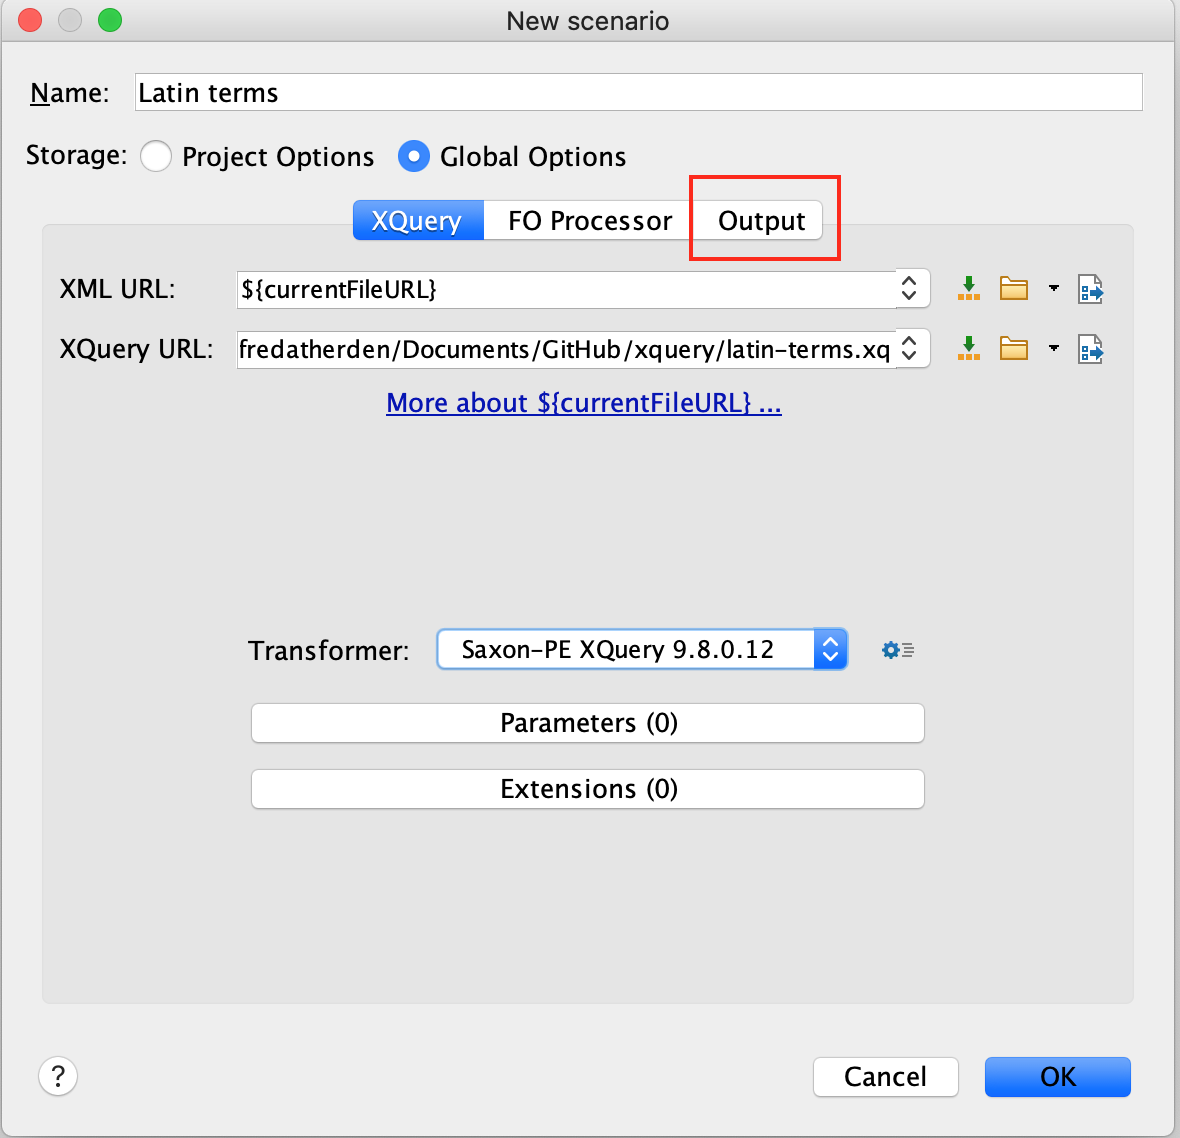 New scenario
Name: Latin terms
Storage: Project Options Global Options
XQuery FO Processor Output
XML URL: ${currentFileURL}
XQuery URL: fredatherden/Documents/GitHub/xquery/latin-terms.xq
More about ${currentFileURL} ...
Transformer: Saxon-PE XQuery 9.8.0.12
Parameters (0)
Extensions (0)
? Cancel OK